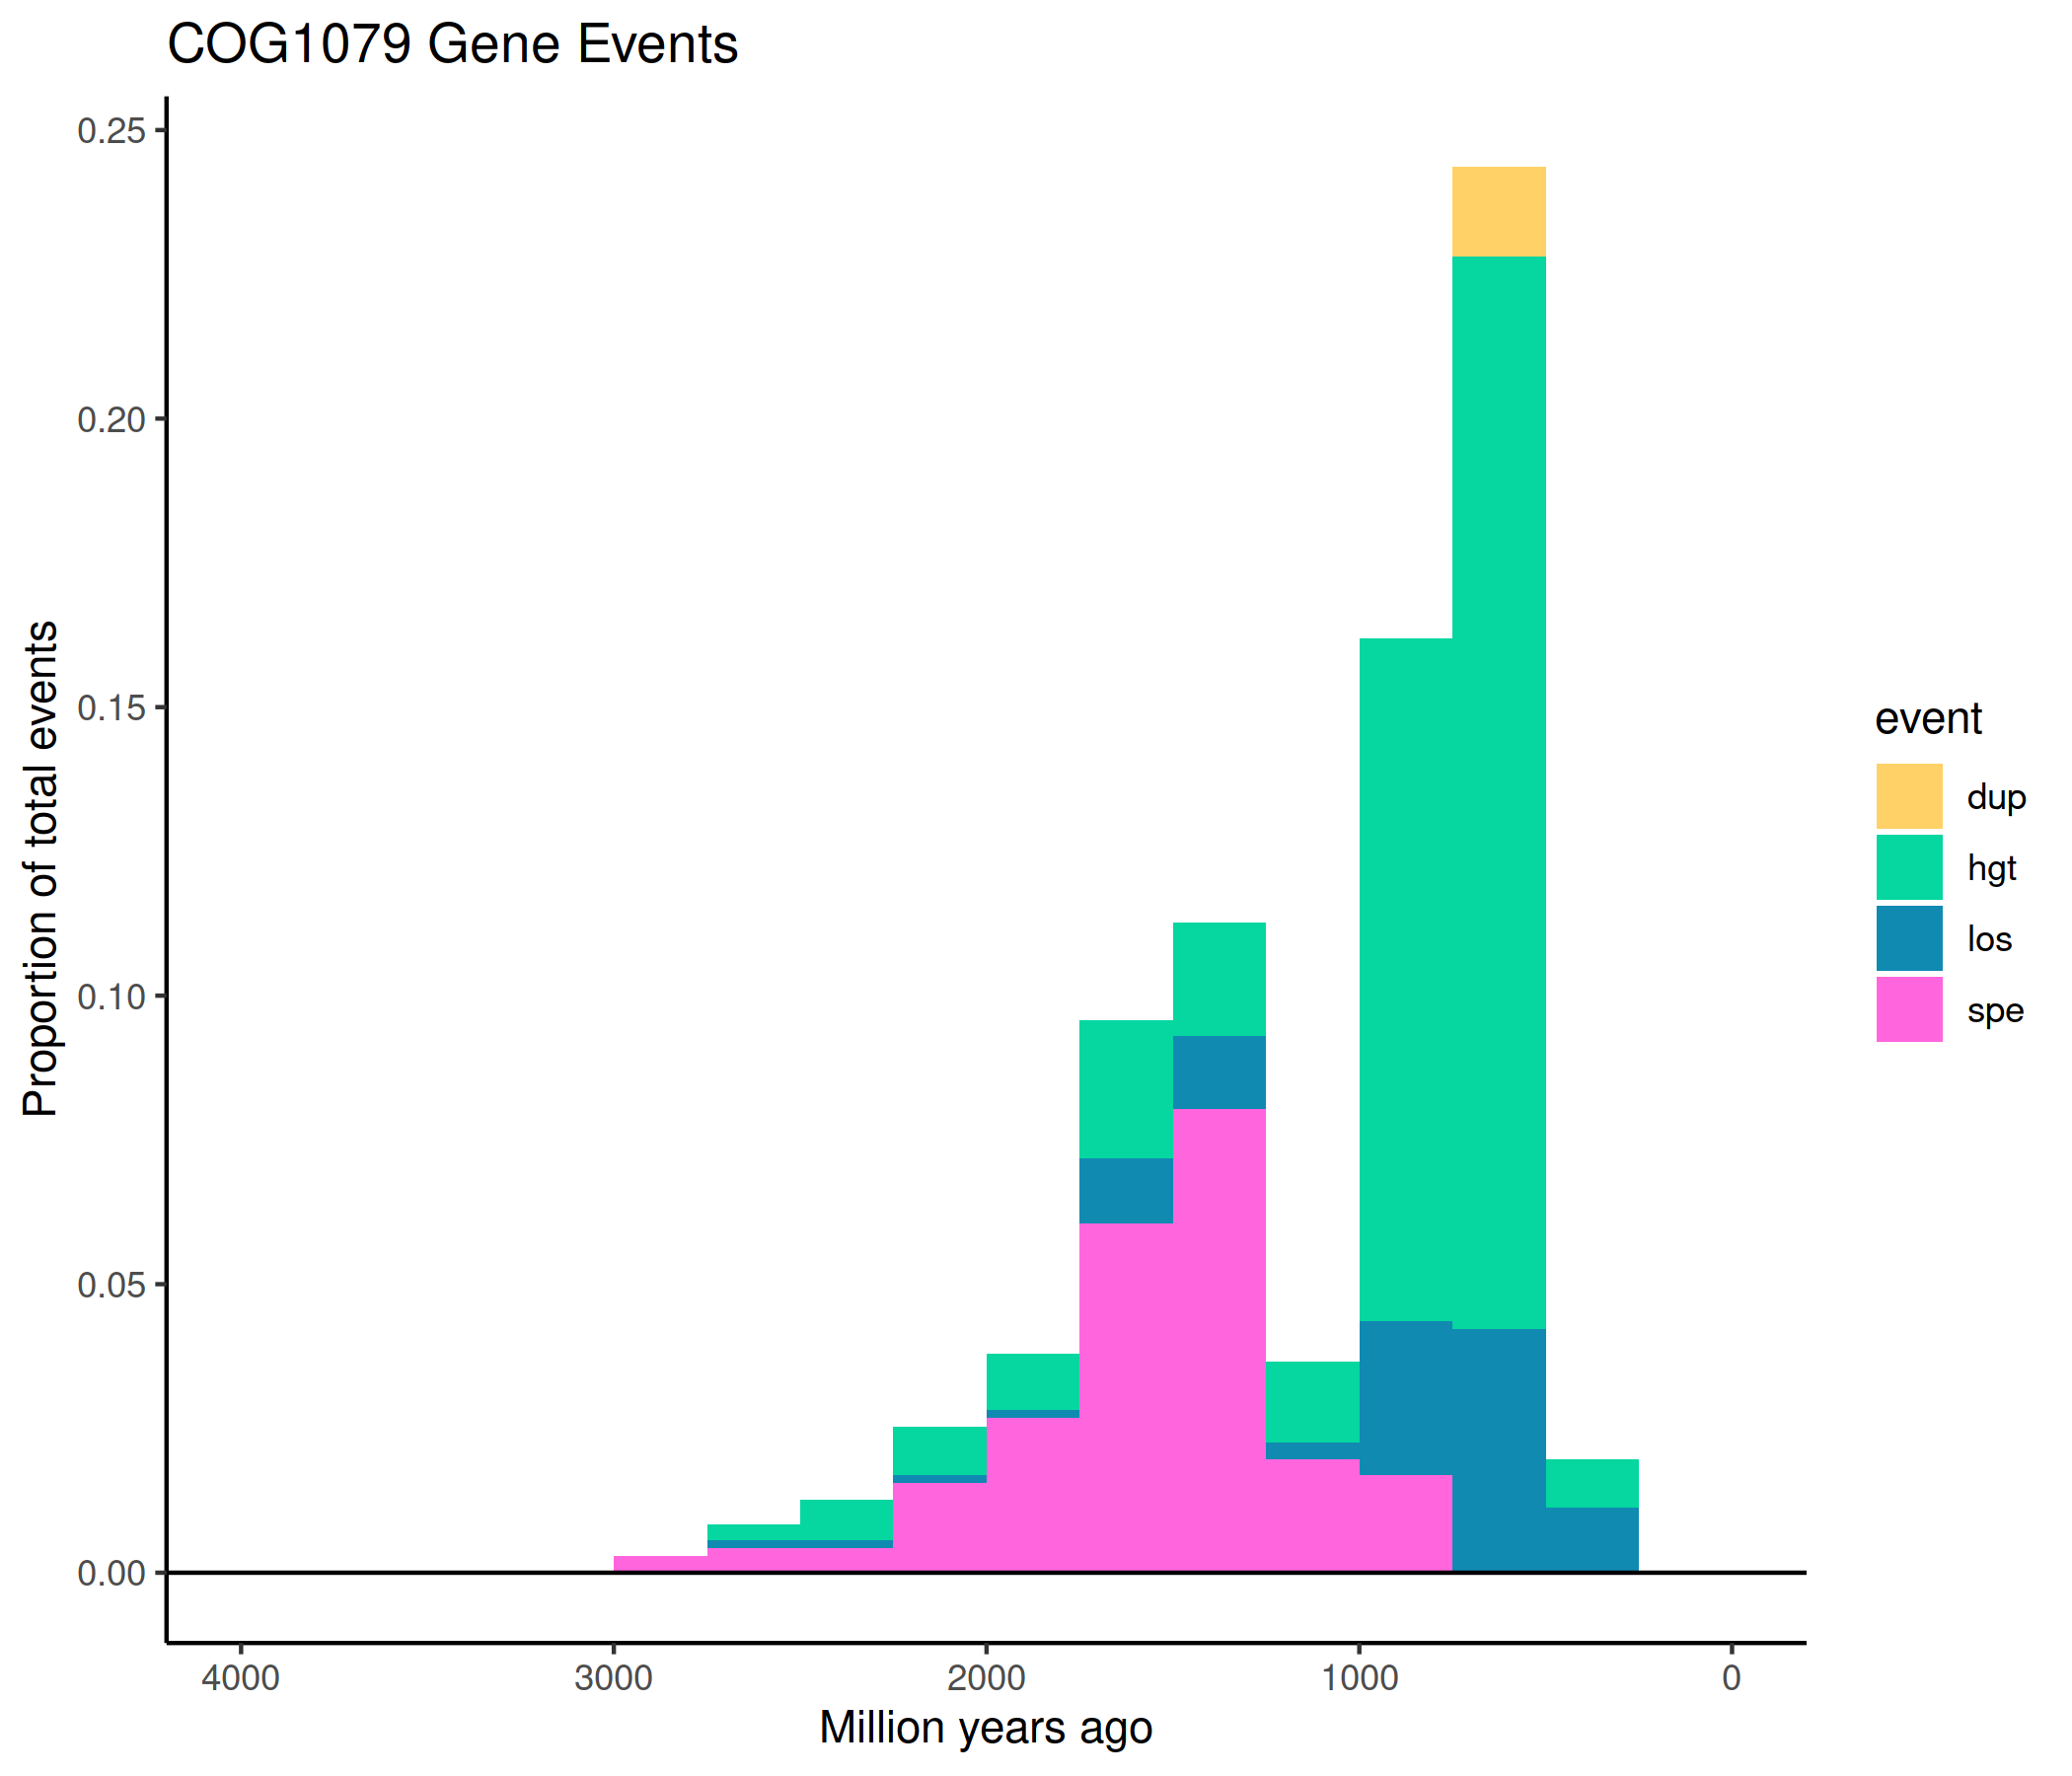 COG1079 Gene Events
Proportion of total events
0.25
0.20
0.15
0.10
0.05
0.00
4000 3000 2000 1000 0
Million years ago
event
dup
hgt
los
spe